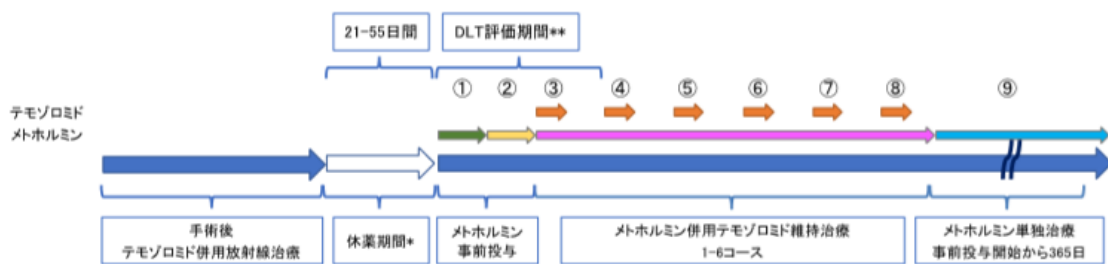 21-55日間
DLT評価期間**
① ② ③ ④ ⑤ ⑥ ⑦ ⑧ ⑨
テモゾロミド
メトホルミン
手術後
テモゾロミド併用放射線治療
休薬期間*
メトホルミン
事前投与
メトホルミン併用テモゾロミド維持治療
1-6コース
メトホルミン単独治療
事前投与開始から365日